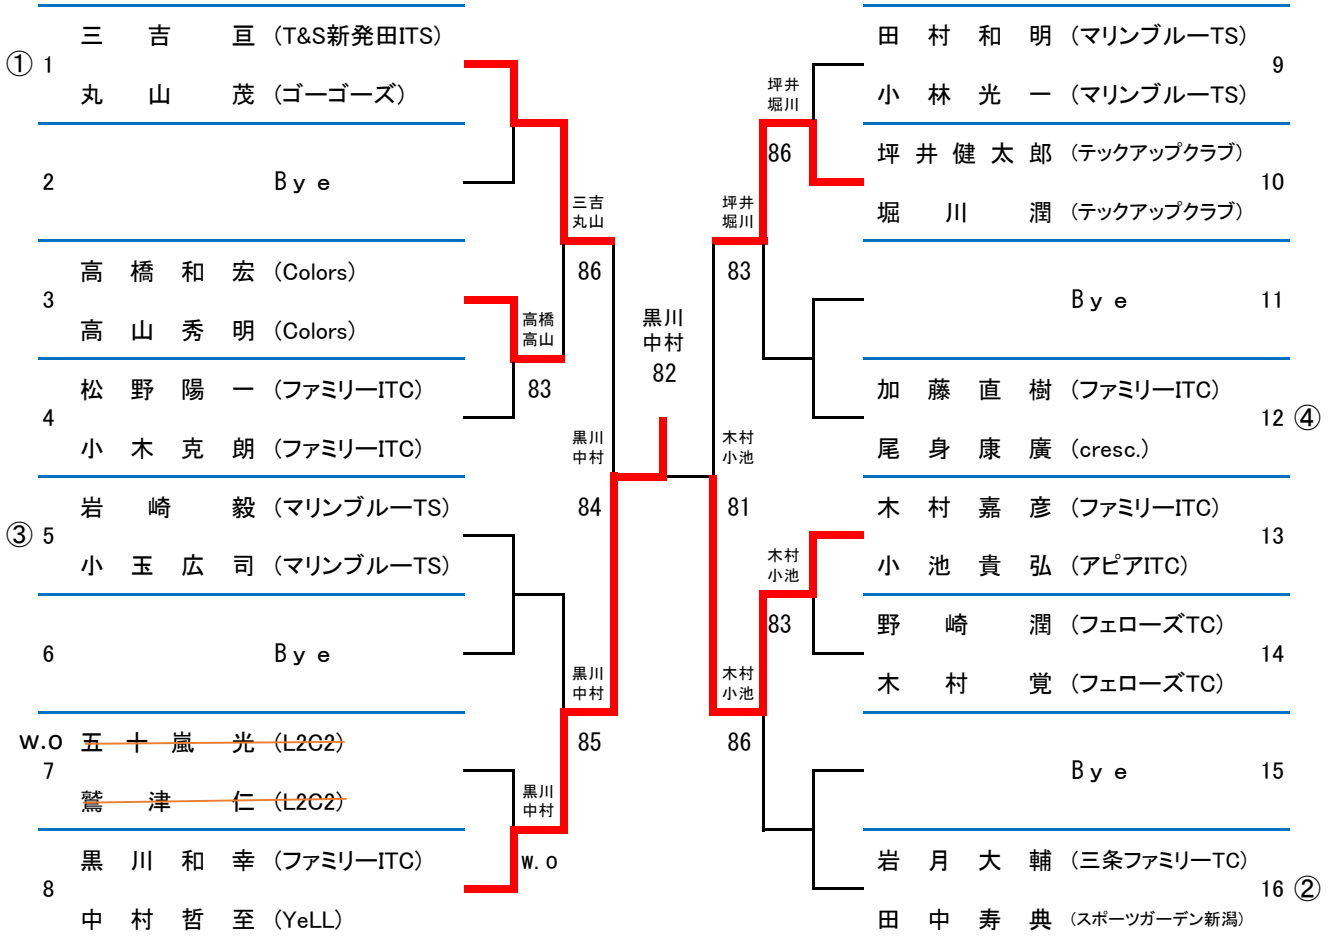 ① 1
三吉 亘 (T&S新発田ITS)
丸山 茂 (ゴーゴーズ)
2
Bye
3
高橋和宏 (Colors)
高山秀明 (Colors)
4
松野陽一 (ファミリーITC)
小木克朗 (ファミリーITC)
③ 5
岩崎 毅 (マリンブルーTS)
小玉広司 (マリンブルーTS)
6
Bye
w.o
7
五十嵐 光 (L2C2)
鷲津 仁 (L2C2)
8
黒川和幸 (ファミリーITC)
中村哲至 (YeLL)
三吉
丸山
86
高橋
高山
83
黒川
中村
84
黒川
中村
85
黒川
中村
w.o
黒川
中村
82
坪井
堀川
86
坪井
堀川
83
木村
小池
81
木村
小池
83
木村
小池
86
田村和明 (マリンブルーTS)
小林光一 (マリンブルーTS)
9
坪井健太郎 (テックアップクラブ)
堀川 潤 (テックアップクラブ)
10
Bye
11
加藤直樹 (ファミリーITC)
尾身康廣 (cresc.)
12 ④
木村嘉彦 (ファミリーITC)
小池貴弘 (アピアITC)
13
野崎 潤 (フェローズTC)
木村 覚 (フェローズTC)
14
Bye
15
岩月大輔 (三条ファミリーTC)
田中寿典 (スポーツガーデン新潟)
16 ②